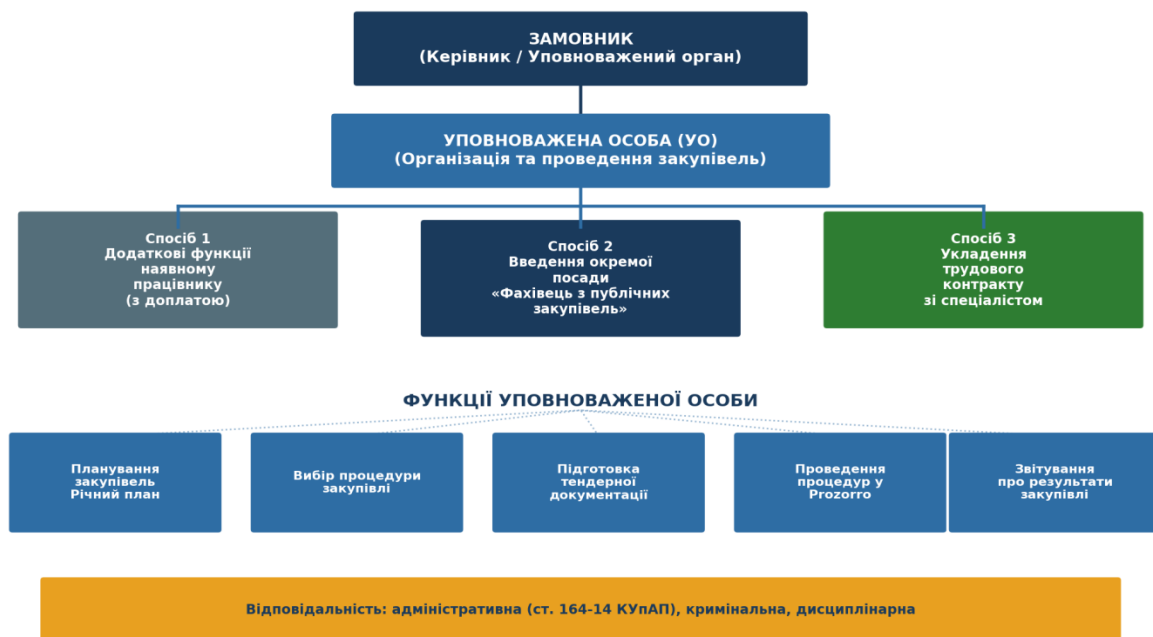 ЗАМОВНИК
(Керівник / Уповноважений орган)
УПОВНОВАЖЕНА ОСОБА (УО)
(Організація та проведення закупівель)
Спосіб 1
Додаткові функції
наявному
працівнику
(з доплатою)
Спосіб 2
Введення окремої
посади
«Фахівець з публічних
закупівель»
Спосіб 3
Укладення
трудового
контракту
зі спеціалістом
ФУНКЦІЇ УПОВНОВАЖЕНОЇ ОСОБИ
Планування
закупівель
Річний план
Вибір процедури
закупівлі
Підготовка
тендерної
документації
Проведення
процедур у
Prozorro
Звітування
про результати
закупівлі
Відповідальність: адміністративна (ст. 164-14 КУпАП), кримінальна, дисциплінарна